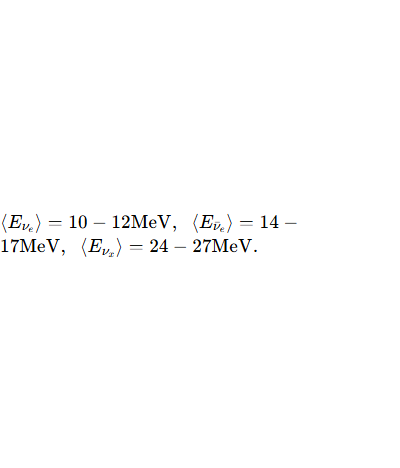 ⟨E_{ν_e}⟩ = 10 − 12MeV, ⟨E_{ν̄_e}⟩ = 14 −
17MeV, ⟨E_{ν_x}⟩ = 24 − 27MeV.